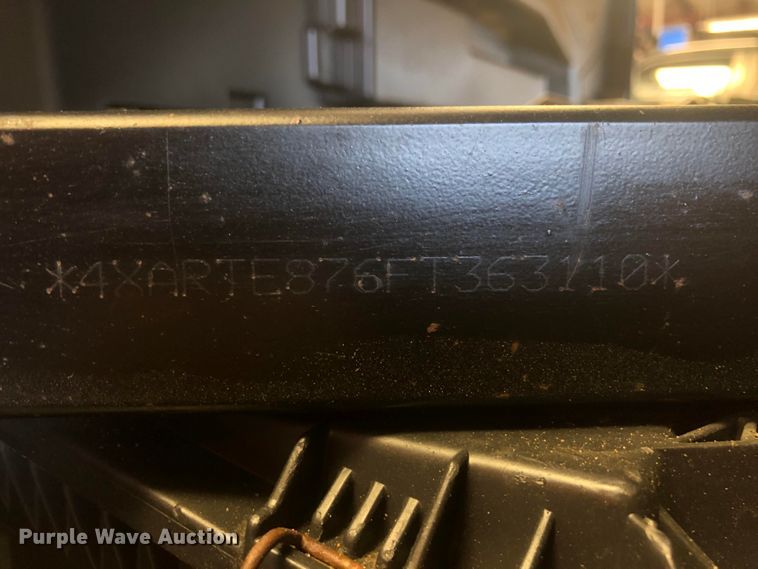 *4XARTE876FT363110*
Purple Wave Auction